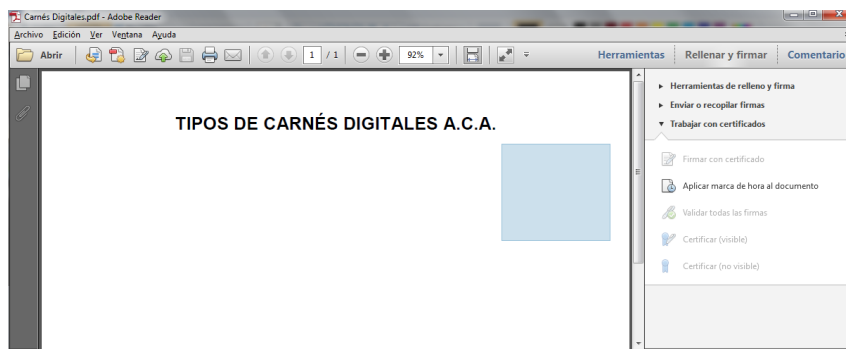 Carnés Digitales.pdf - Adobe Reader
Archivo Edición Ver Ventana Ayuda
Abrir 1 / 1 92% Herramientas Rellenar y firmar Comentario
Herramientas de relleno y firma
Enviar o recopilar firmas
Trabajar con certificados
TIPOS DE CARNÉS DIGITALES A.C.A.
Firmar con certificado
Aplicar marca de hora al documento
Validar todas las firmas
Certificar (visible)
Certificar (no visible)